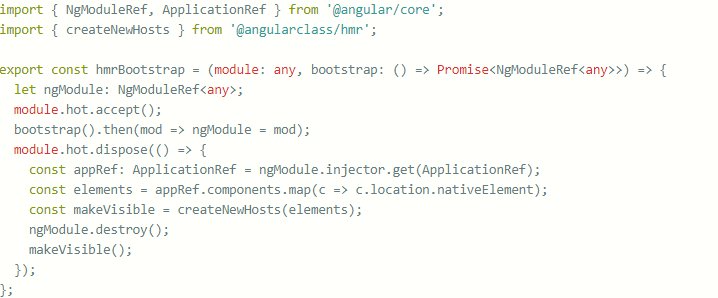 import { NgModuleRef, ApplicationRef } from '@angular/core';
import { createNewHosts } from '@angularclass/hmr';

export const hmrBootstrap = (module: any, bootstrap: () => Promise<NgModuleRef<any>>) => {
  let ngModule: NgModuleRef<any>;
  module.hot.accept();
  bootstrap().then(mod => ngModule = mod);
  module.hot.dispose(() => {
    const appRef: ApplicationRef = ngModule.injector.get(ApplicationRef);
    const elements = appRef.components.map(c => c.location.nativeElement);
    const makeVisible = createNewHosts(elements);
    ngModule.destroy();
    makeVisible();
  });
};